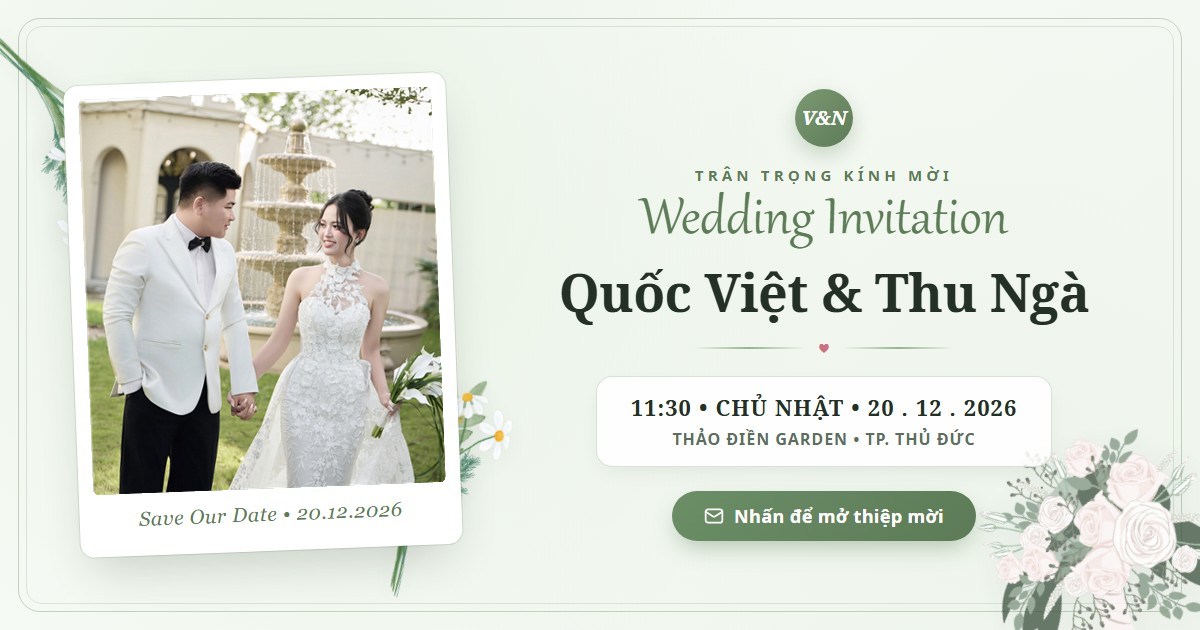 V&N
TRÂN TRỌNG KÍNH MỜI
Wedding Invitation
Quốc Việt & Thu Ngà
11:30 • CHỦ NHẬT • 20 . 12 . 2026
THẢO ĐIỀN GARDEN • TP. THỦ ĐỨC
Nhấn để mở thiệp mời
Save Our Date • 20.12.2026